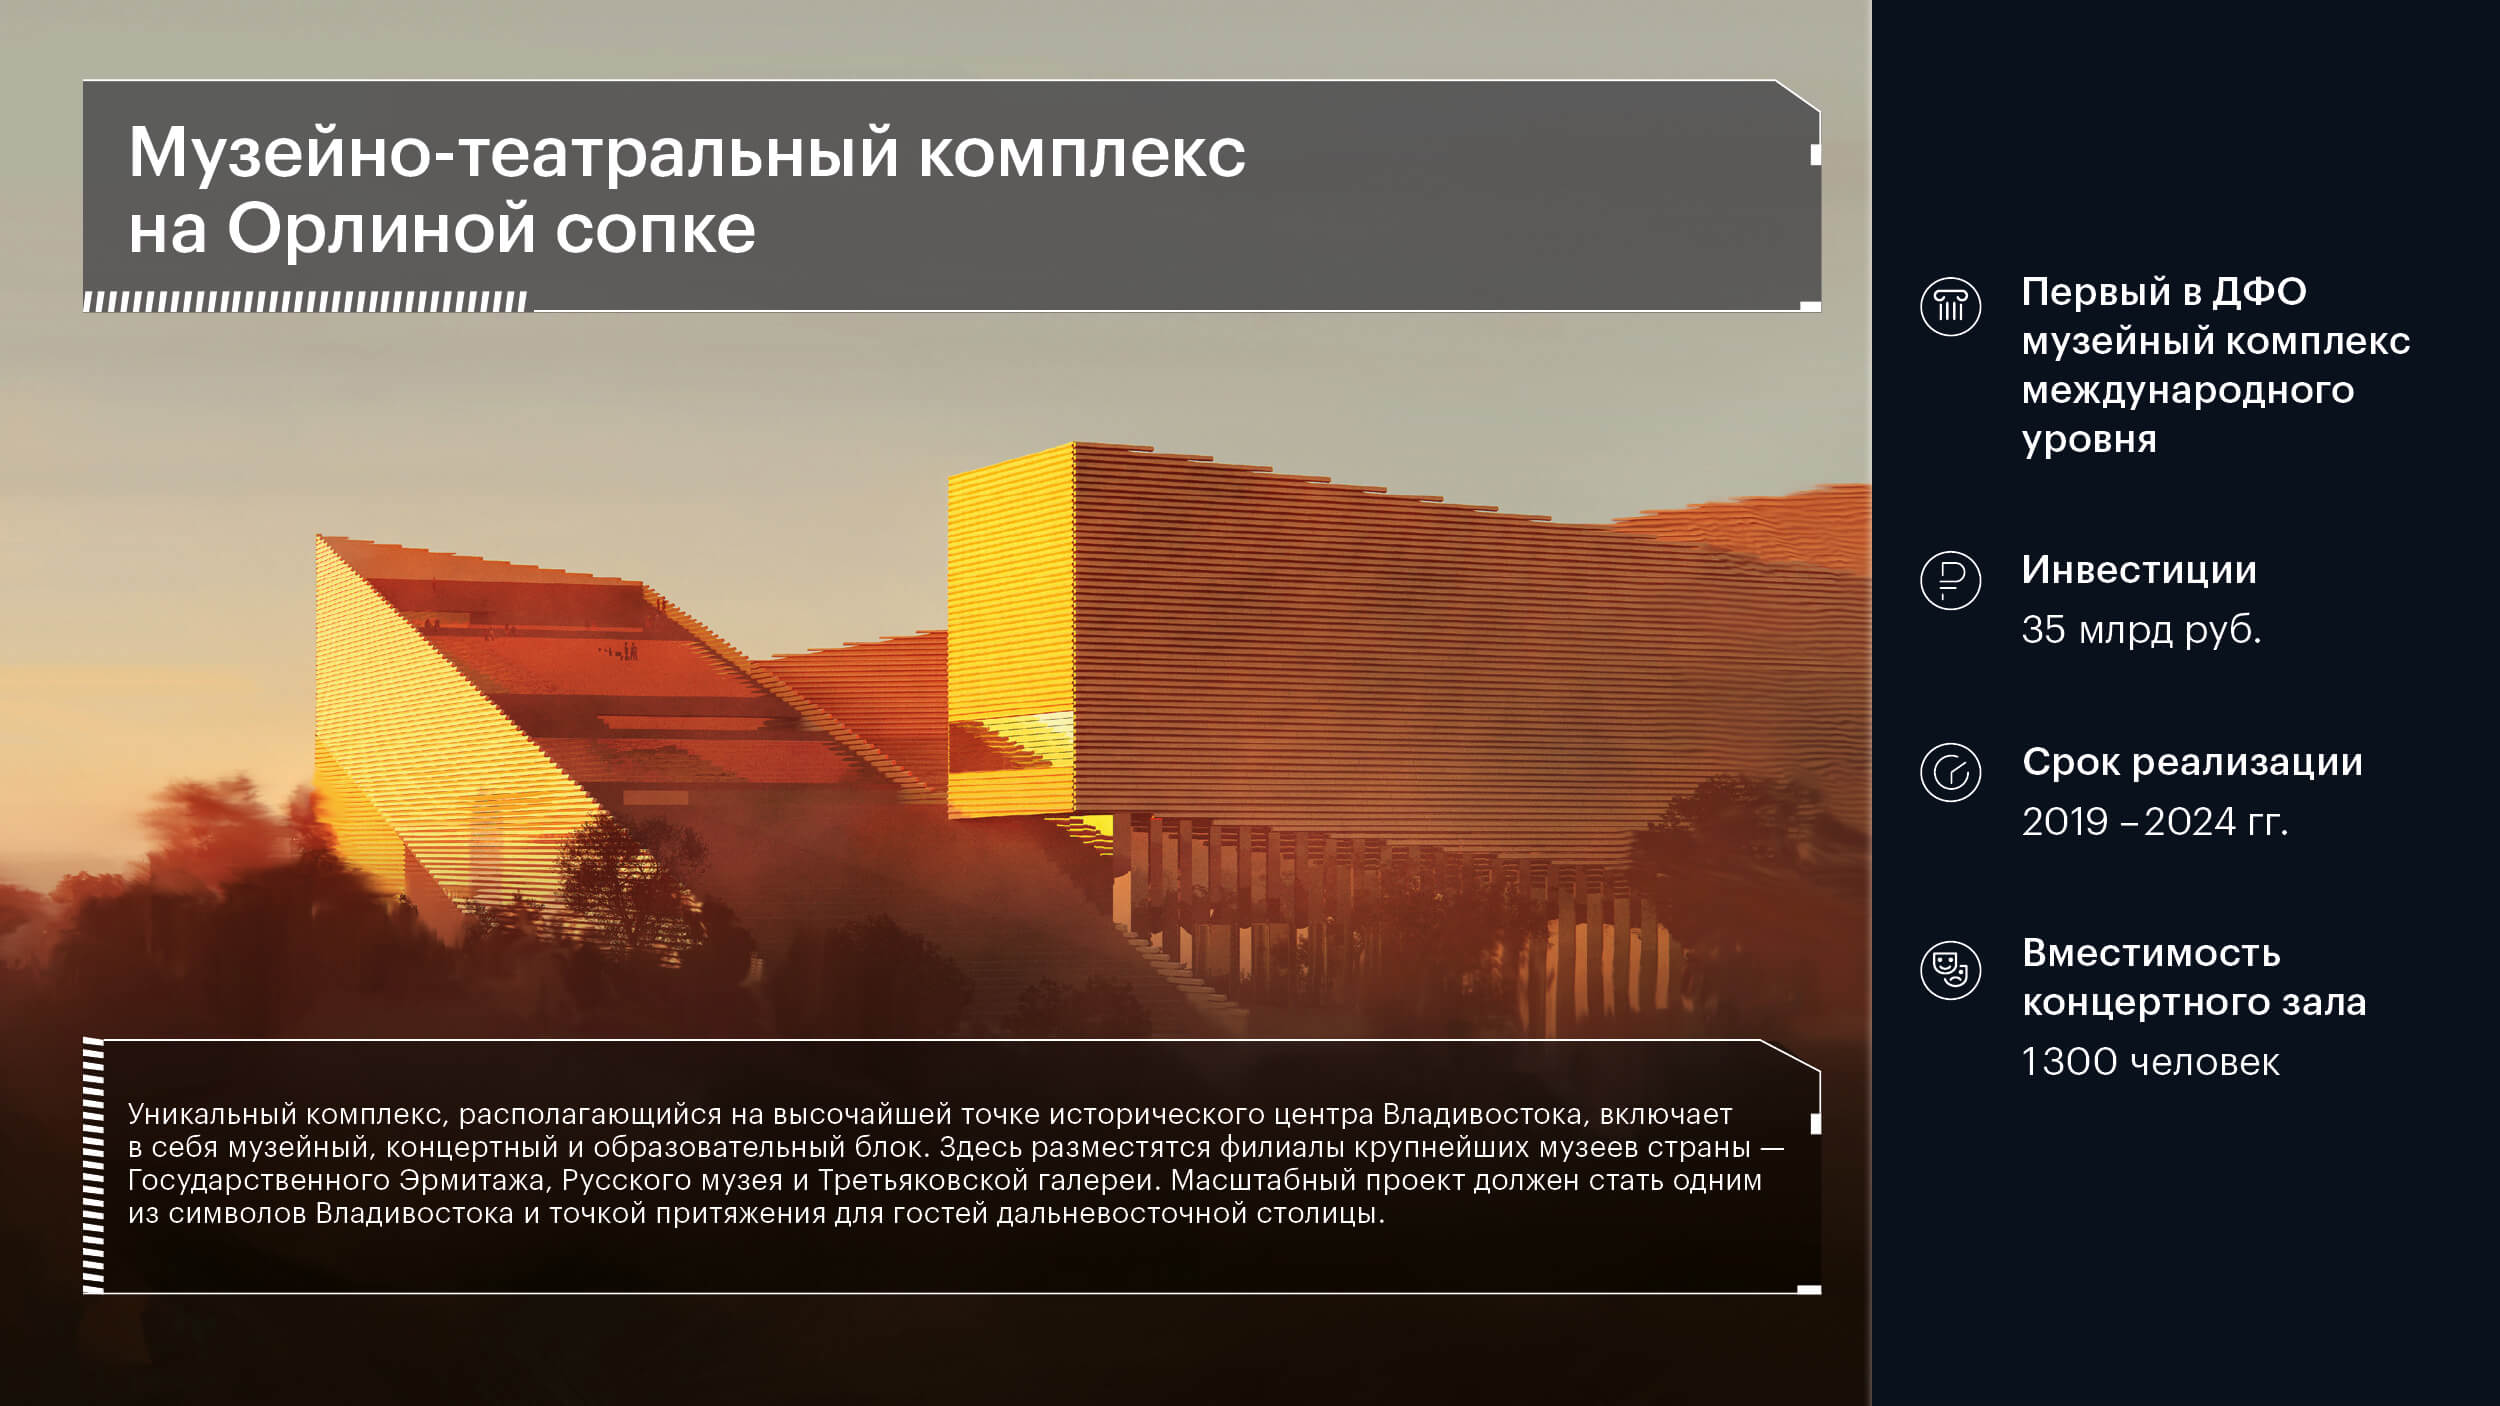 Музейно-театральный комплекс
на Орлиной сопке
Первый в ДФО
музейный комплекс
международного
уровня
Инвестиции
35 млрд руб.
Срок реализации
2019 – 2024 гг.
Вместимость
концертного зала
1300 человек
Уникальный комплекс, располагающийся на высочайшей точке исторического центра Владивостока, включает
в себя музейный, концертный и образовательный блок. Здесь разместятся филиалы крупнейших музеев страны —
Государственного Эрмитажа, Русского музея и Третьяковской галереи. Масштабный проект должен стать одним
из символов Владивостока и точкой притяжения для гостей дальневосточной столицы.